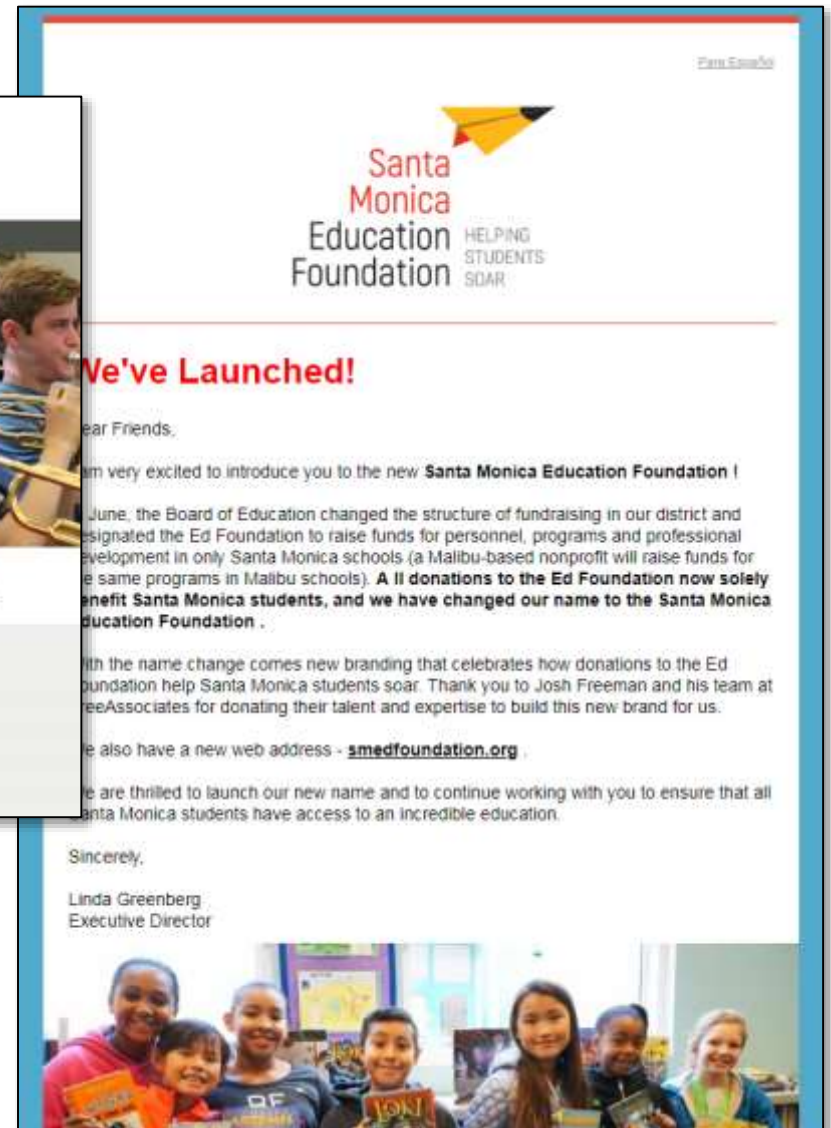 Para Español
Santa
Monica
Education
Foundation
HELPING
STUDENTS
SOAR
We've Launched!
ear Friends,
am very excited to introduce you to the new Santa Monica Education Foundation !
June, the Board of Education changed the structure of fundraising in our district and
esignated the Ed Foundation to raise funds for personnel, programs and professional
evelopment in only Santa Monica schools (a Malibu-based nonprofit will raise funds for
e same programs in Malibu schools). A ll donations to the Ed Foundation now solely
enefit Santa Monica students, and we have changed our name to the Santa Monica
ducation Foundation .
ith the name change comes new branding that celebrates how donations to the Ed
oundation help Santa Monica students soar. Thank you to Josh Freeman and his team at
reeAssociates for donating their talent and expertise to build this new brand for us.
e also have a new web address - smedfoundation.org .
e are thrilled to launch our new name and to continue working with you to ensure that all
anta Monica students have access to an incredible education.
Sincerely,
Linda Greenberg
Executive Director
LOKI